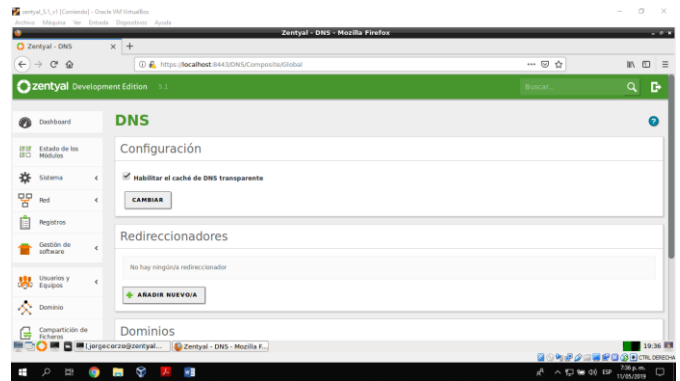 zentyal_5.1_v1 [Corriendo] - Oracle VM VirtualBox
Archivo Máquina Ver Entrada Dispositivos Ayuda
Zentyal - DNS - Mozilla Firefox
Zentyal - DNS
https://localhost:8443/DNS/Composite/Global
zentyal Development Edition 5.1
Buscar...
Dashboard
Estado de los
Módulos
Sistema
Red
Registros
Gestión de
software
Usuarios y
Equipos
Dominio
Compartición de
Ficheros
DNS
Configuración
Habilitar el caché de DNS transparente
CAMBIAR
Redireccionadores
No hay ningún/a redireccionador
AÑADIR NUEVO/A
Dominios
Zentyal - DNS - Mozilla F...
19:36
CTRL DERECHA
ESP
7:36 p. m.
11/05/2019